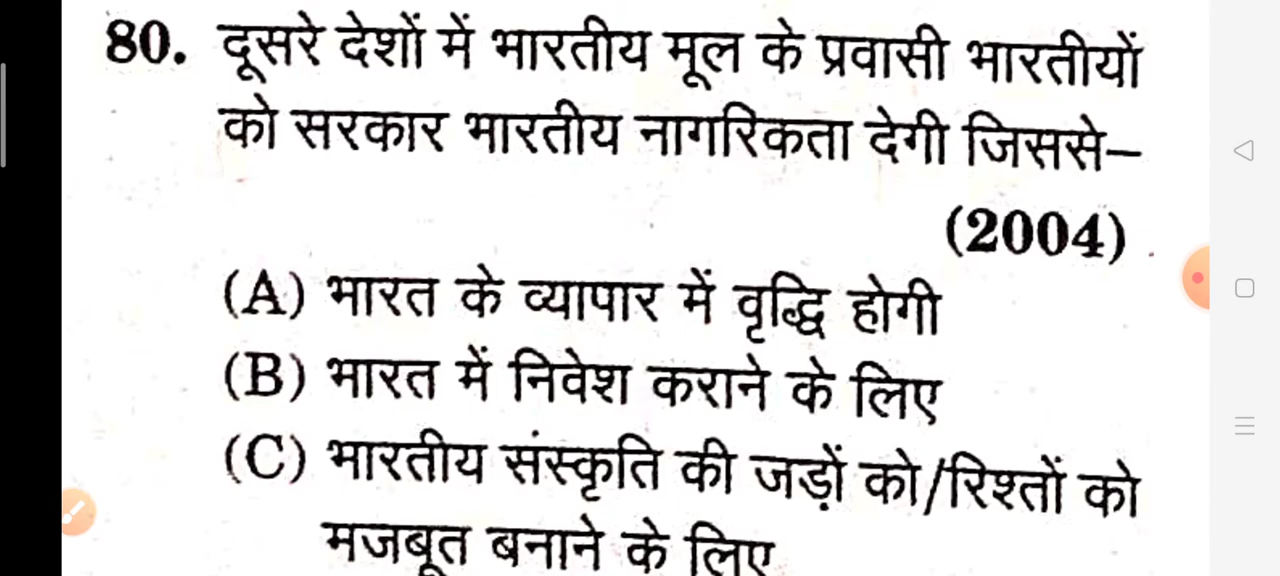 80. दूसरे देशों में भारतीय मूल के प्रवासी भारतीयों
को सरकार भारतीय नागरिकता देगी जिससे–
(2004)
(A) भारत के व्यापार में वृद्धि होगी
(B) भारत में निवेश कराने के लिए
(C) भारतीय संस्कृति की जड़ों को/रिश्तों को
मजबूत बनाने के लिए